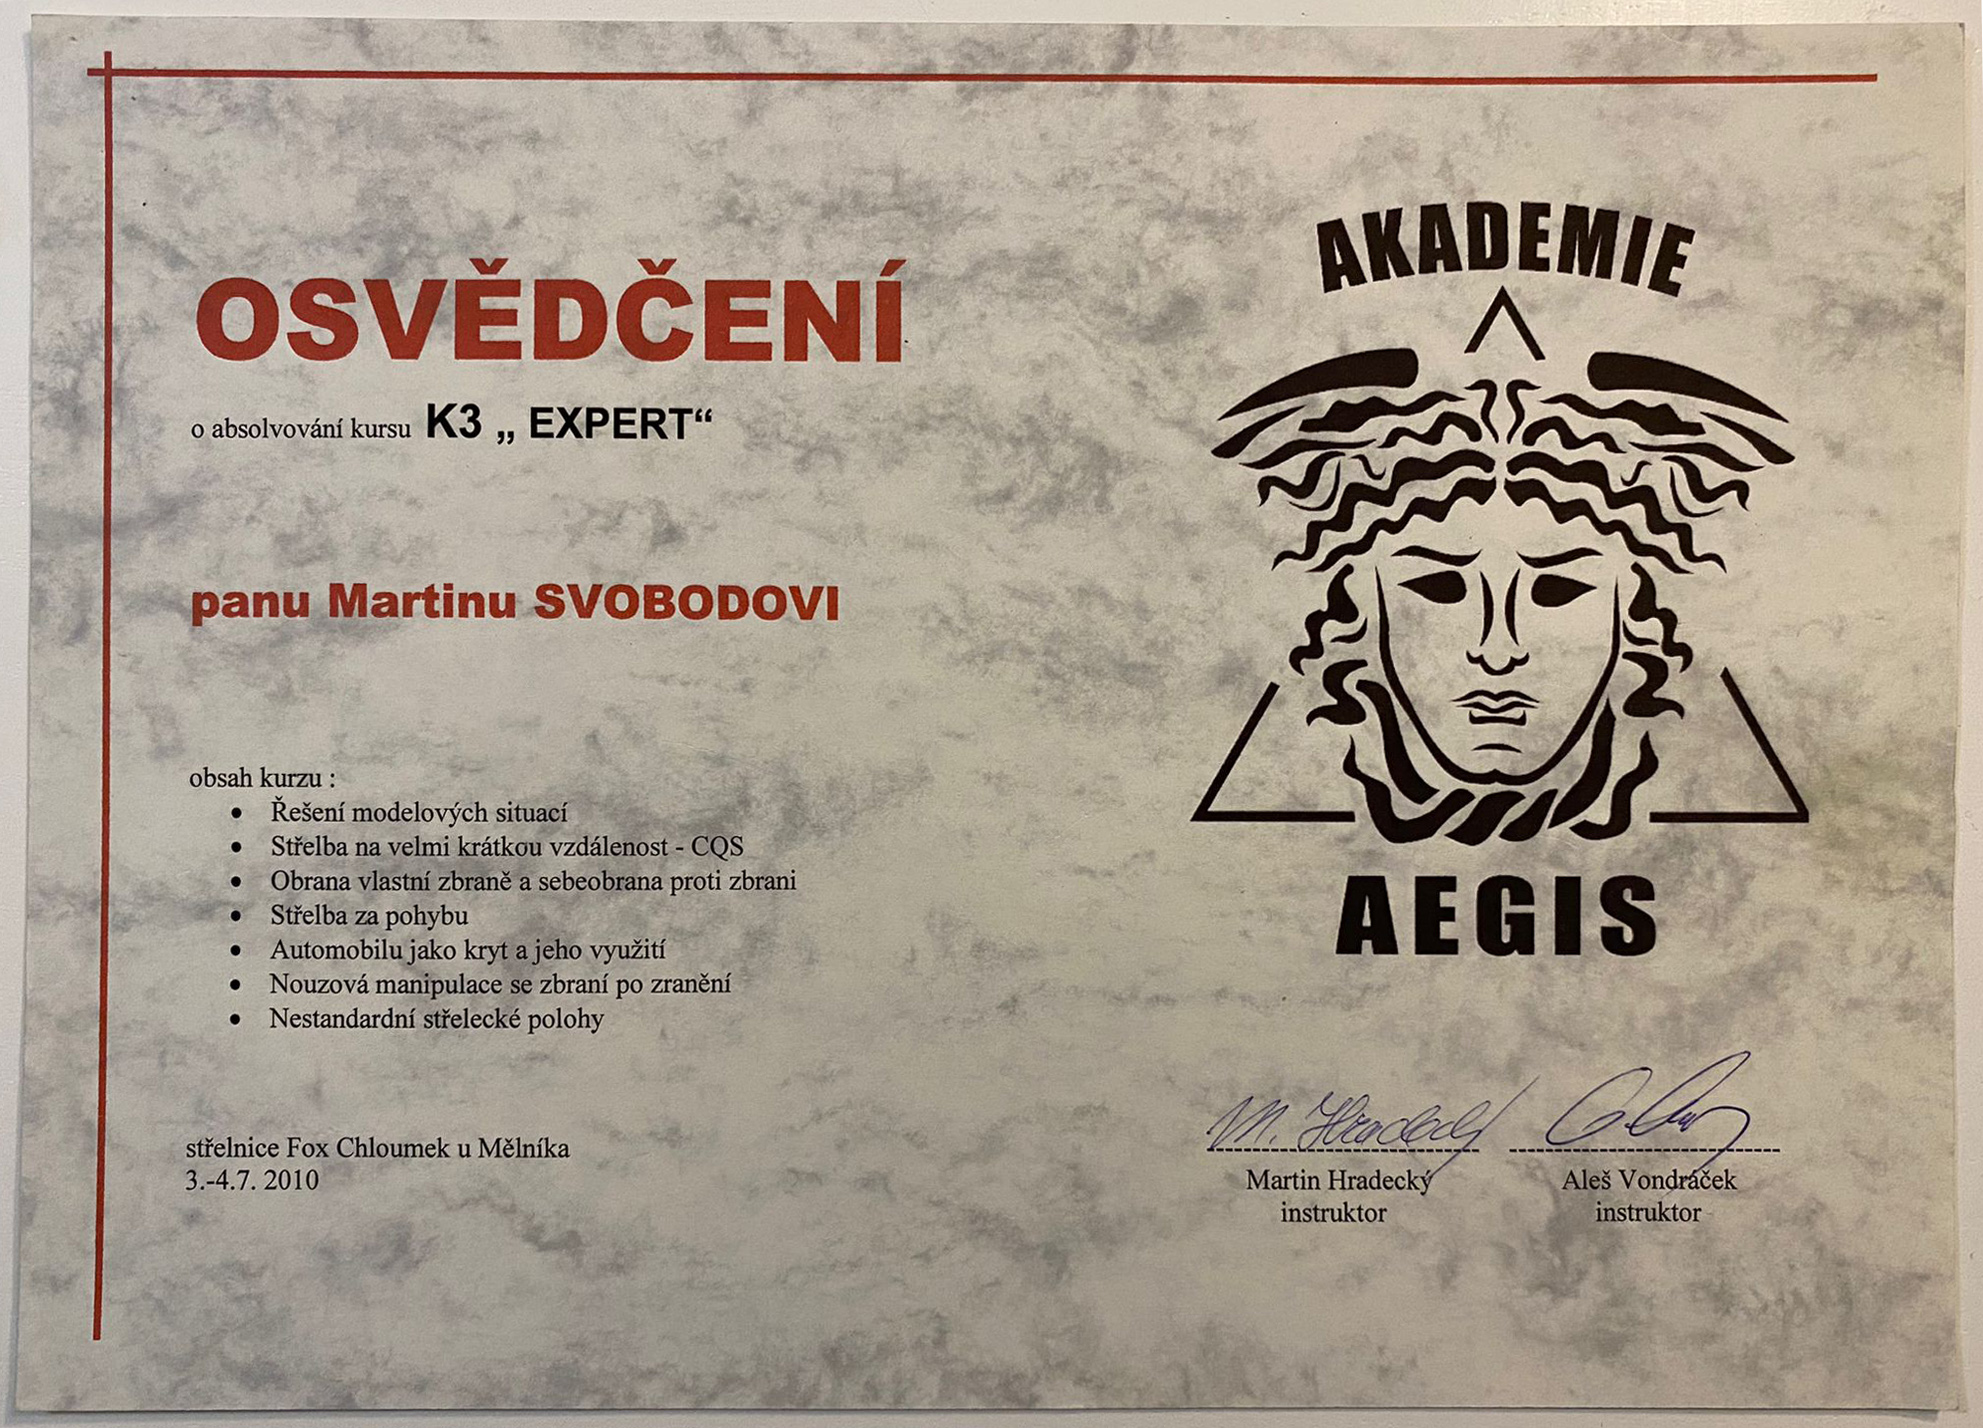 OSVĚDČENÍ
o absolvování kursu K3 „ EXPERT“
panu Martinu SVOBODOVI
obsah kurzu :
• Řešení modelových situací
• Střelba na velmi krátkou vzdálenost - CQS
• Obrana vlastní zbraně a sebeobrana proti zbrani
• Střelba za pohybu
• Automobilu jako kryt a jeho využití
• Nouzová manipulace se zbraní po zranění
• Nestandardní střelecké polohy
střelnice Fox Chloumek u Mělníka
3.-4.7. 2010
AKADEMIE
AEGIS
M. Hradecký
Martin Hradecký
instruktor
Aleš Vondráček
instruktor